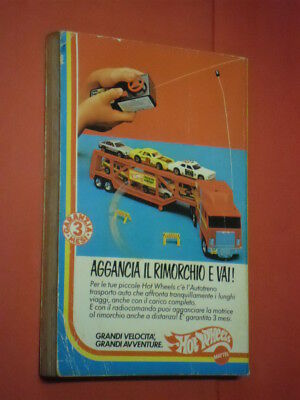 GARANZIA
3
MESI
AGGANCIA IL RIMORCHIO E VAI!
Per le tue piccole Hot Wheels c'è l'Autotreno
trasporto auto che affronta tranquillamente i lunghi
viaggi, anche con il carico completo.
E con il radiocomando puoi agganciare la motrice
al rimorchio anche a distanza! E' garantito 3 mesi.
GRANDI VELOCITA',
GRANDI AVVENTURE.
Hot Wheels
MATTEL